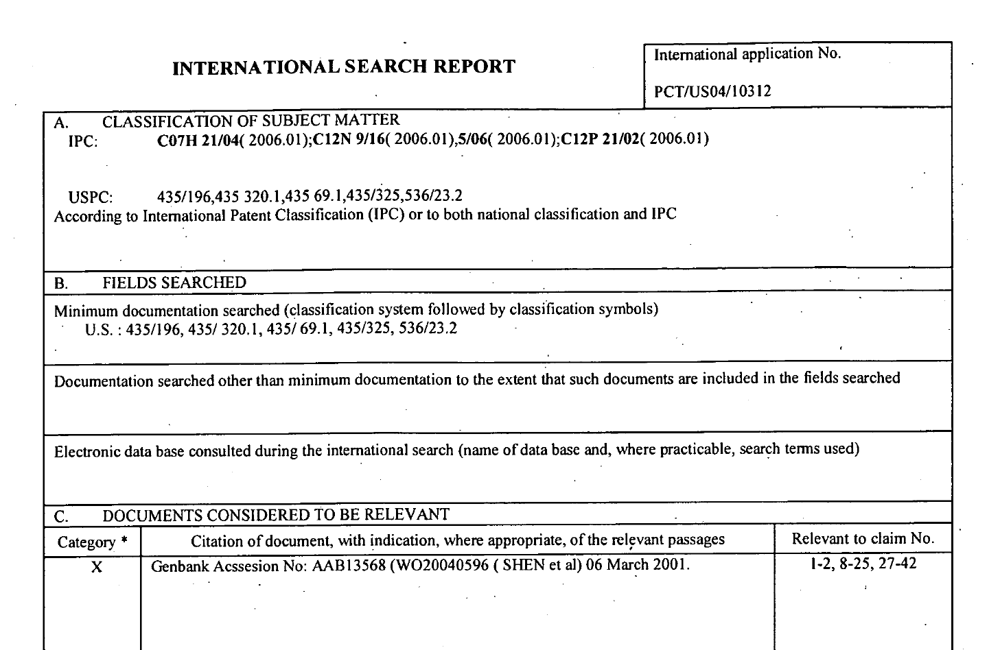 INTERNATIONAL SEARCH REPORT
International application No.
PCT/US04/10312
A. CLASSIFICATION OF SUBJECT MATTER
IPC: C07H 21/04( 2006.01);C12N 9/16( 2006.01),5/06( 2006.01);C12P 21/02( 2006.01)
USPC: 435/196,435 320.1,435 69.1,435/325,536/23.2
According to International Patent Classification (IPC) or to both national classification and IPC
B. FIELDS SEARCHED
Minimum documentation searched (classification system followed by classification symbols)
U.S. : 435/196, 435/ 320.1, 435/ 69.1, 435/325, 536/23.2
Documentation searched other than minimum documentation to the extent that such documents are included in the fields searched
Electronic data base consulted during the international search (name of data base and, where practicable, search terms used)
C. DOCUMENTS CONSIDERED TO BE RELEVANT
Category * Citation of document, with indication, where appropriate, of the relevant passages Relevant to claim No.
X Genbank Acssesion No: AAB13568 (WO20040596 ( SHEN et al) 06 March 2001. 1-2, 8-25, 27-42